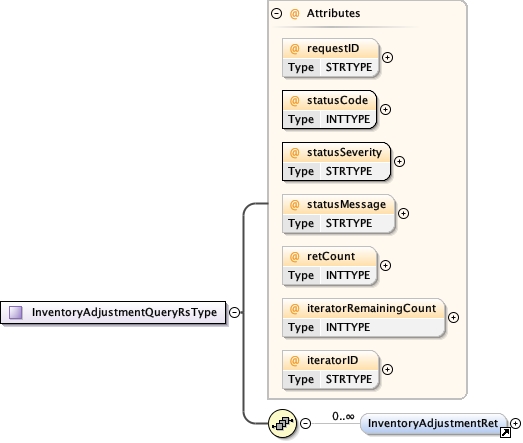 @ Attributes
@ requestID
Type STRTYPE
@ statusCode
Type INTTYPE
@ statusSeverity
Type STRTYPE
@ statusMessage
Type STRTYPE
@ retCount
Type INTTYPE
InventoryAdjustmentQueryRsType
@ iteratorRemainingCount
Type INTTYPE
@ iteratorID
Type STRTYPE
0..∞
InventoryAdjustmentRet